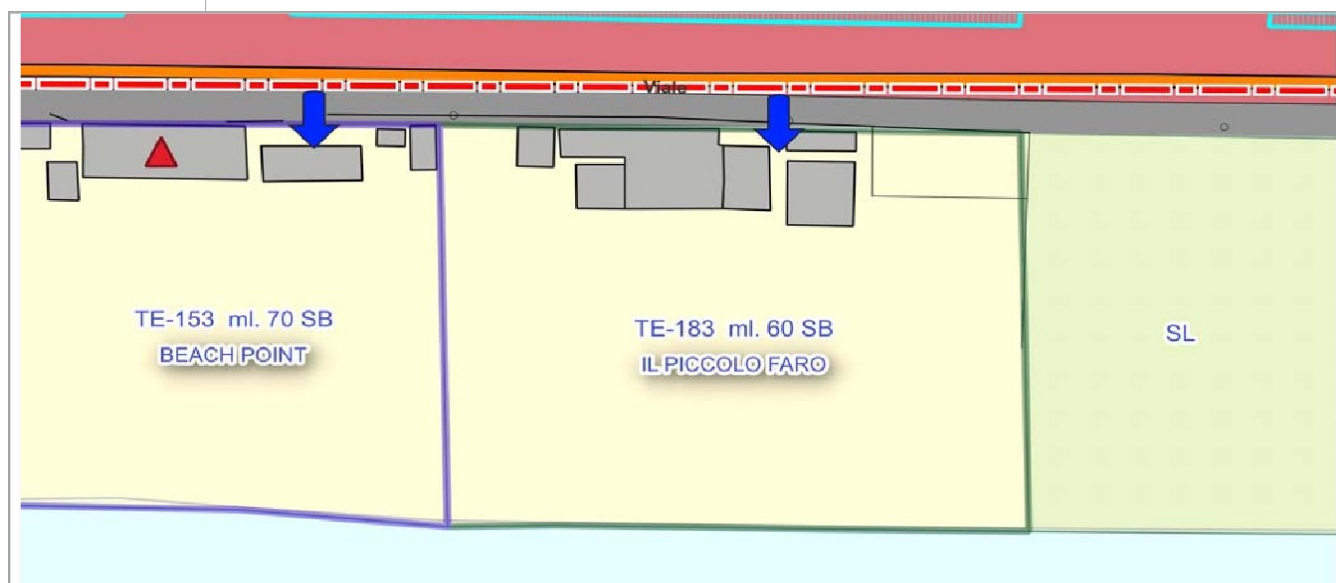 Viale
TE-153 ml. 70 SB
BEACH POINT
TE-183 ml. 60 SB
IL PICCOLO FARO
SL